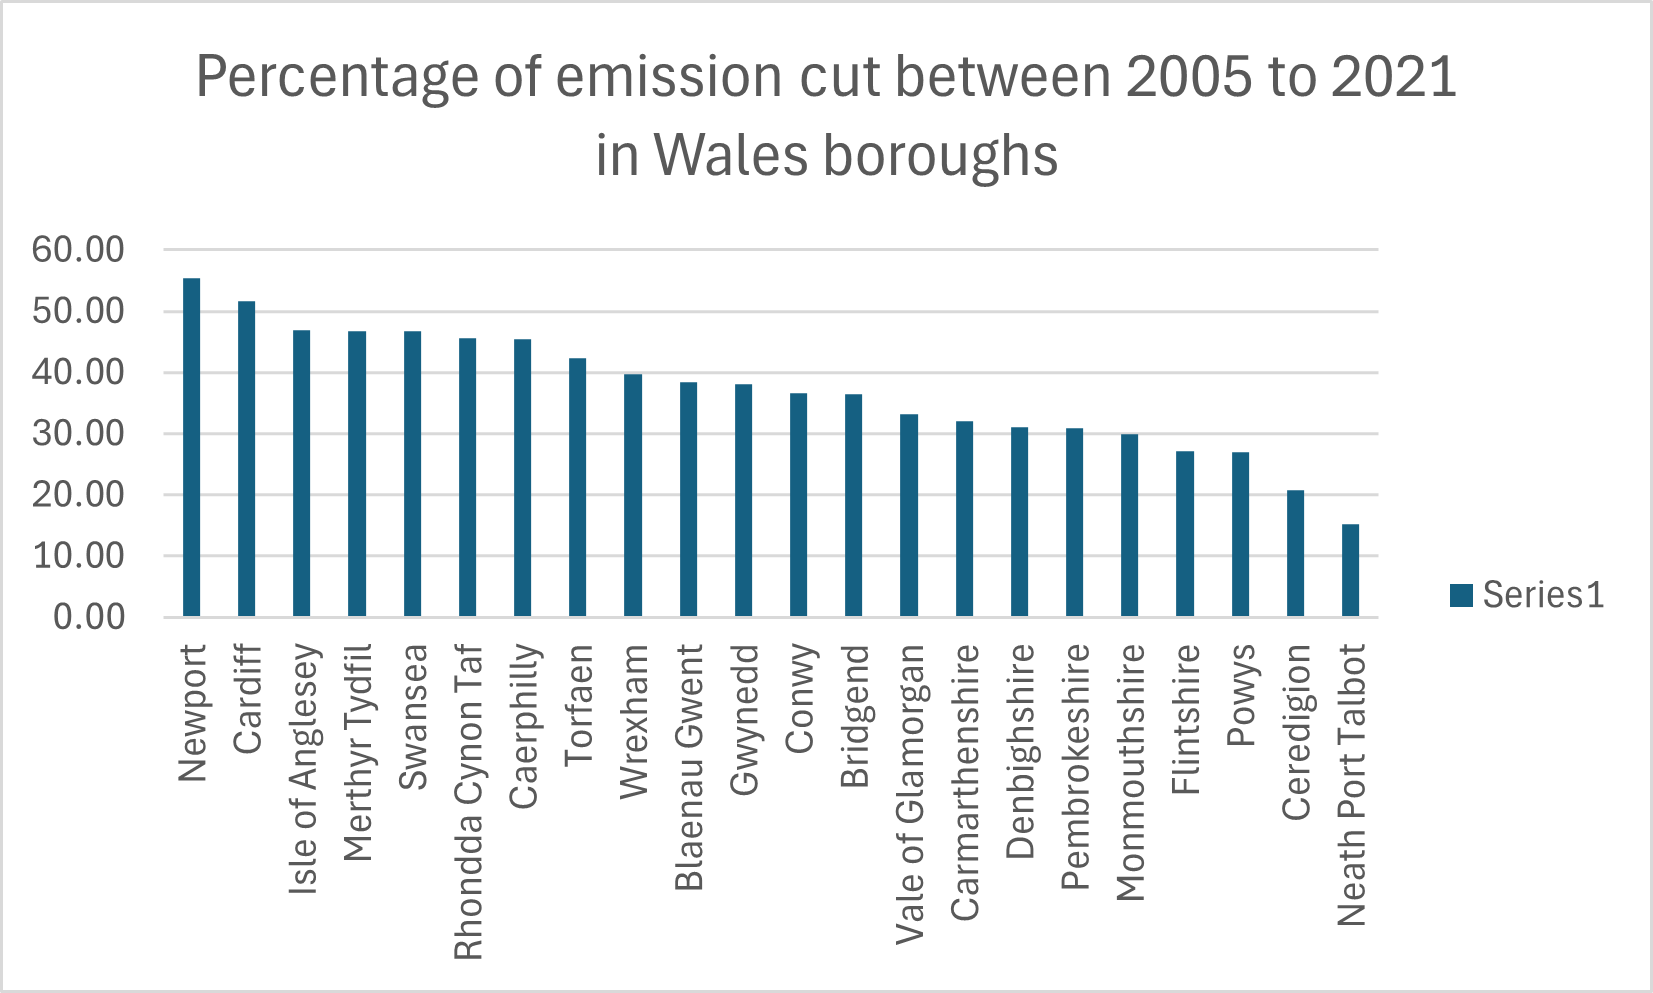 Percentage of emission cut between 2005 to 2021
in Wales boroughs
60.00
50.00
40.00
30.00
20.00
10.00
0.00
Series1
Newport
Cardiff
Isle of Anglesey
Merthyr Tydfil
Swansea
Rhondda Cynon Taf
Caerphilly
Torfaen
Wrexham
Blaenau Gwent
Gwynedd
Conwy
Bridgend
Vale of Glamorgan
Carmarthenshire
Denbighshire
Pembrokeshire
Monmouthshire
Flintshire
Powys
Ceredigion
Neath Port Talbot